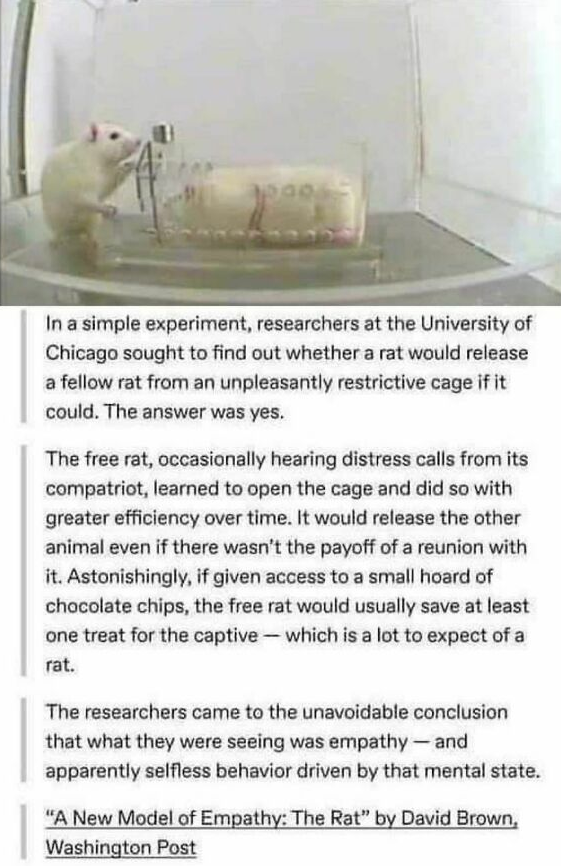 In a simple experiment, researchers at the University of
Chicago sought to find out whether a rat would release
a fellow rat from an unpleasantly restrictive cage if it
could. The answer was yes.
The free rat, occasionally hearing distress calls from its
compatriot, learned to open the cage and did so with
greater efficiency over time. It would release the other
animal even if there wasn't the payoff of a reunion with
it. Astonishingly, if given access to a small hoard of
chocolate chips, the free rat would usually save at least
one treat for the captive — which is a lot to expect of a
rat.
The researchers came to the unavoidable conclusion
that what they were seeing was empathy — and
apparently selfless behavior driven by that mental state.
“A New Model of Empathy: The Rat” by David Brown,
Washington Post